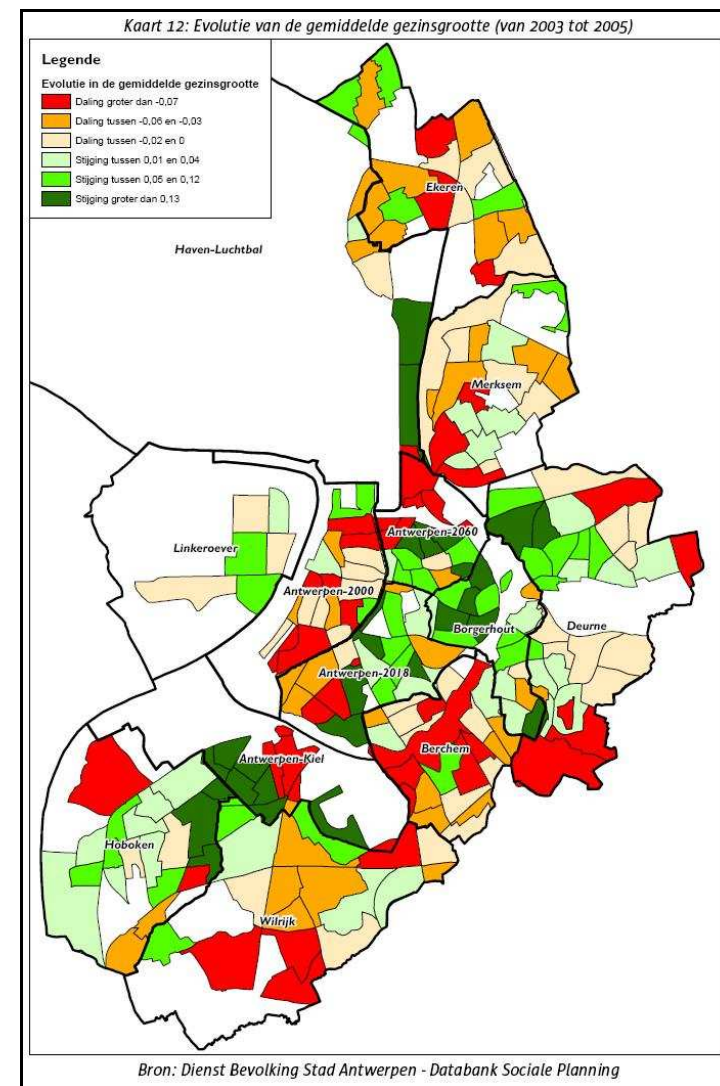 Kaart 12: Evolutie van de gemiddelde gezinsgrootte (van 2003 tot 2005)
Legende
Evolutie in de gemiddelde gezinsgrootte
Daling groter dan -0,07
Daling tussen -0,06 en -0,03
Daling tussen -0,02 en 0
Stijging tussen 0,01 en 0,04
Stijging tussen 0,05 en 0,12
Stijging groter dan 0,13
Ekeren
Haven-Luchtbal
Merksem
Antwerpen-2060
Linkeroever
Antwerpen-2000
Borgerhout
Deurne
Antwerpen-2018
Berchem
Antwerpen-Kiel
Hoboken
Wilrijk
Bron: Dienst Bevolking Stad Antwerpen - Databank Sociale Planning